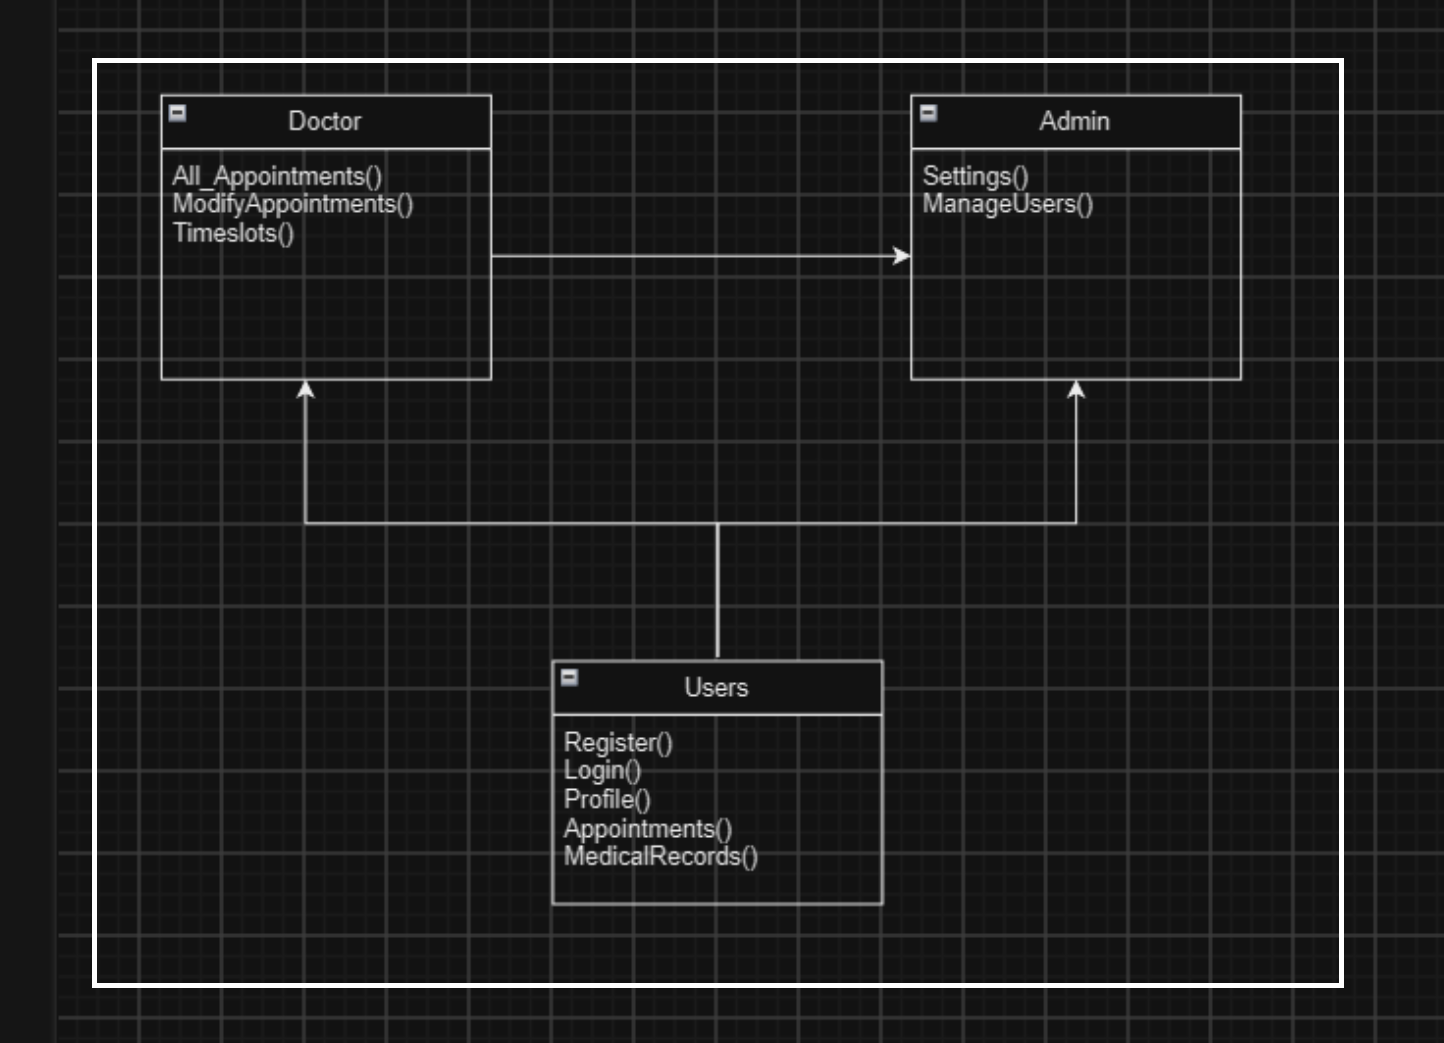 Doctor
All_Appointments()
ModifyAppointments()
Timeslots()
Admin
Settings()
ManageUsers()
Users
Register()
Login()
Profile()
Appointments()
MedicalRecords()